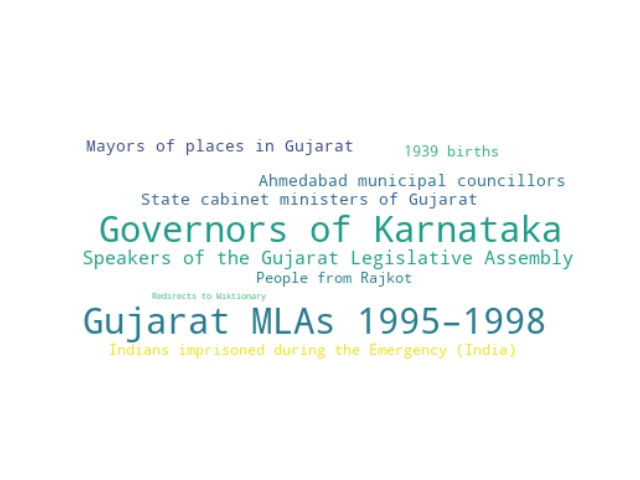 Mayors of places in Gujarat
1939 births
Ahmedabad municipal councillors
State cabinet ministers of Gujarat
Governors of Karnataka
Speakers of the Gujarat Legislative Assembly
People from Rajkot
Redirects to Wiktionary
Gujarat MLAs 1995–1998
Indians imprisoned during the Emergency (India)